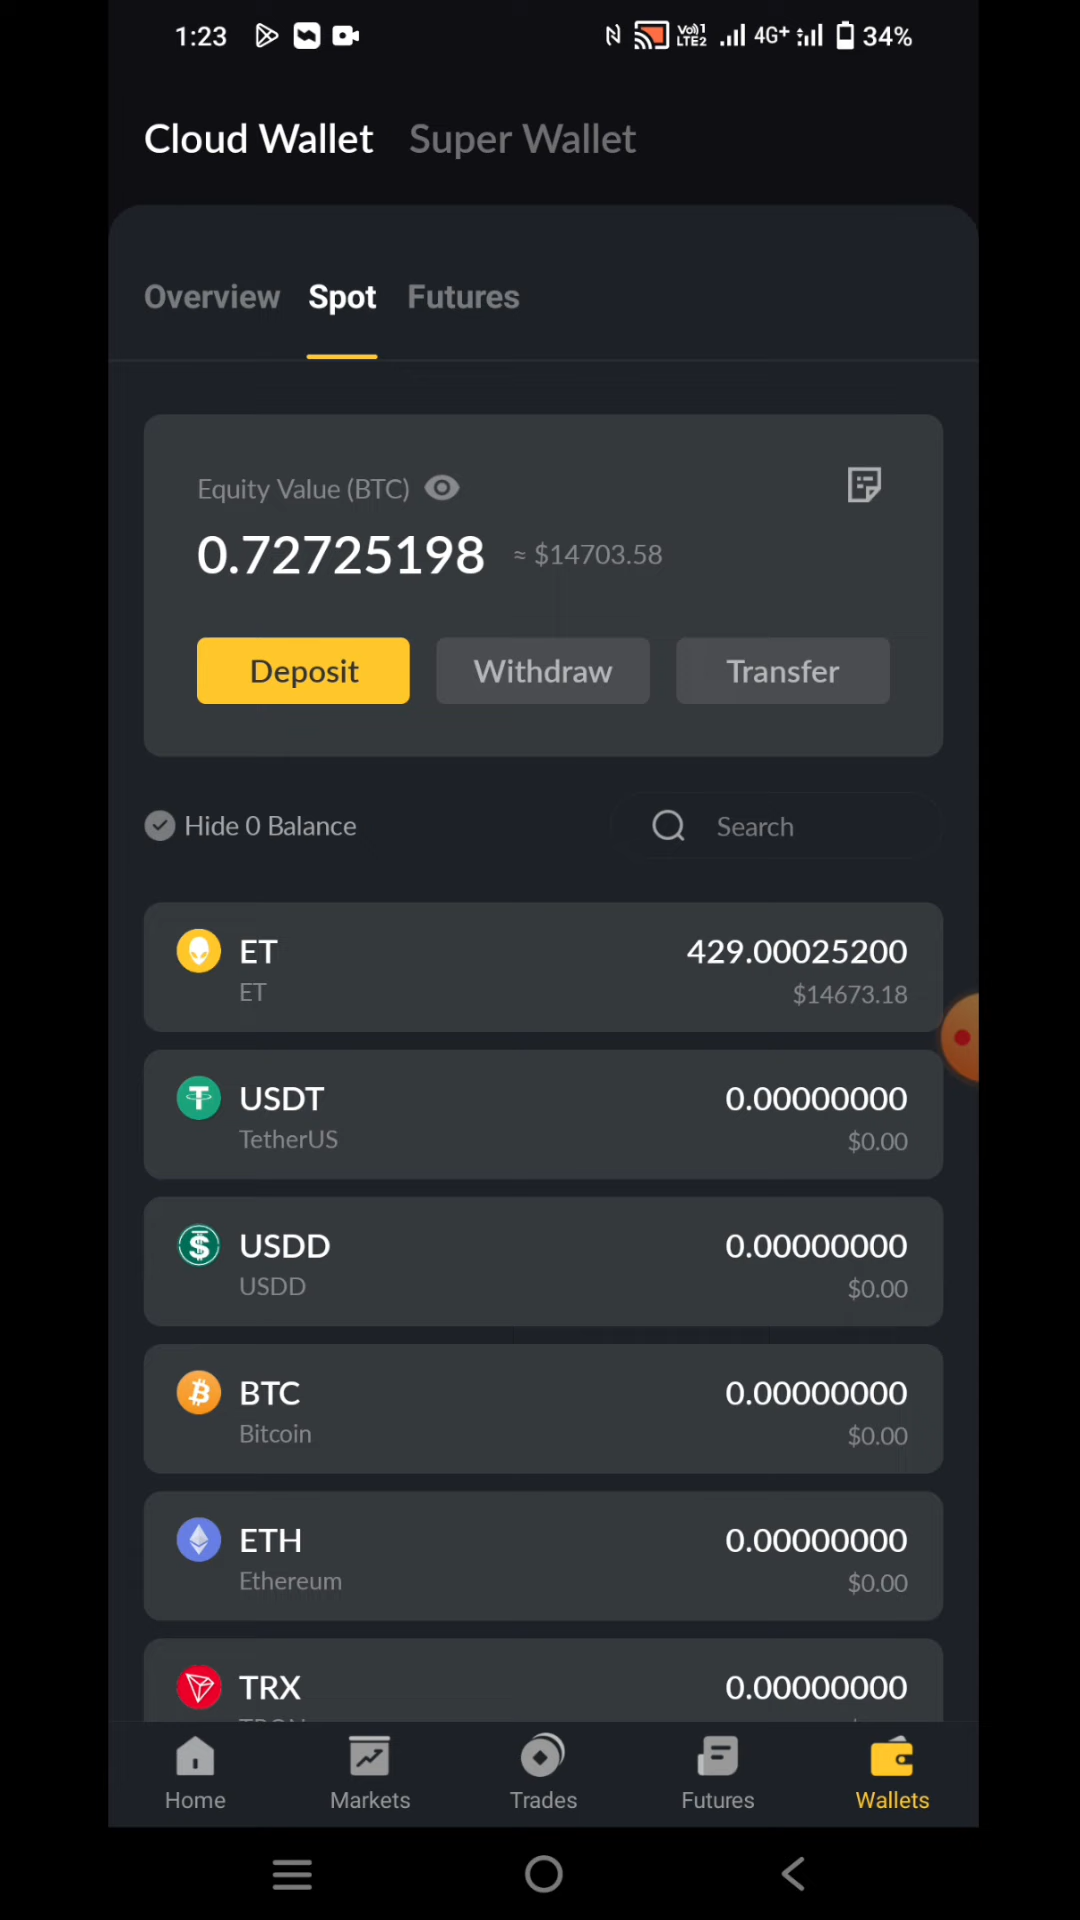 1:23 Vo)) 1 LTE2 4G+ 34%
Cloud Wallet Super Wallet
Overview Spot Futures
Equity Value (BTC)
0.72725198 ≈ $14703.58
Deposit Withdraw Transfer
Hide 0 Balance Search
ET 429.00025200
ET $14673.18
USDT 0.00000000
TetherUS $0.00
USDD 0.00000000
USDD $0.00
BTC 0.00000000
Bitcoin $0.00
ETH 0.00000000
Ethereum $0.00
TRX 0.00000000
Home Markets Trades Futures Wallets